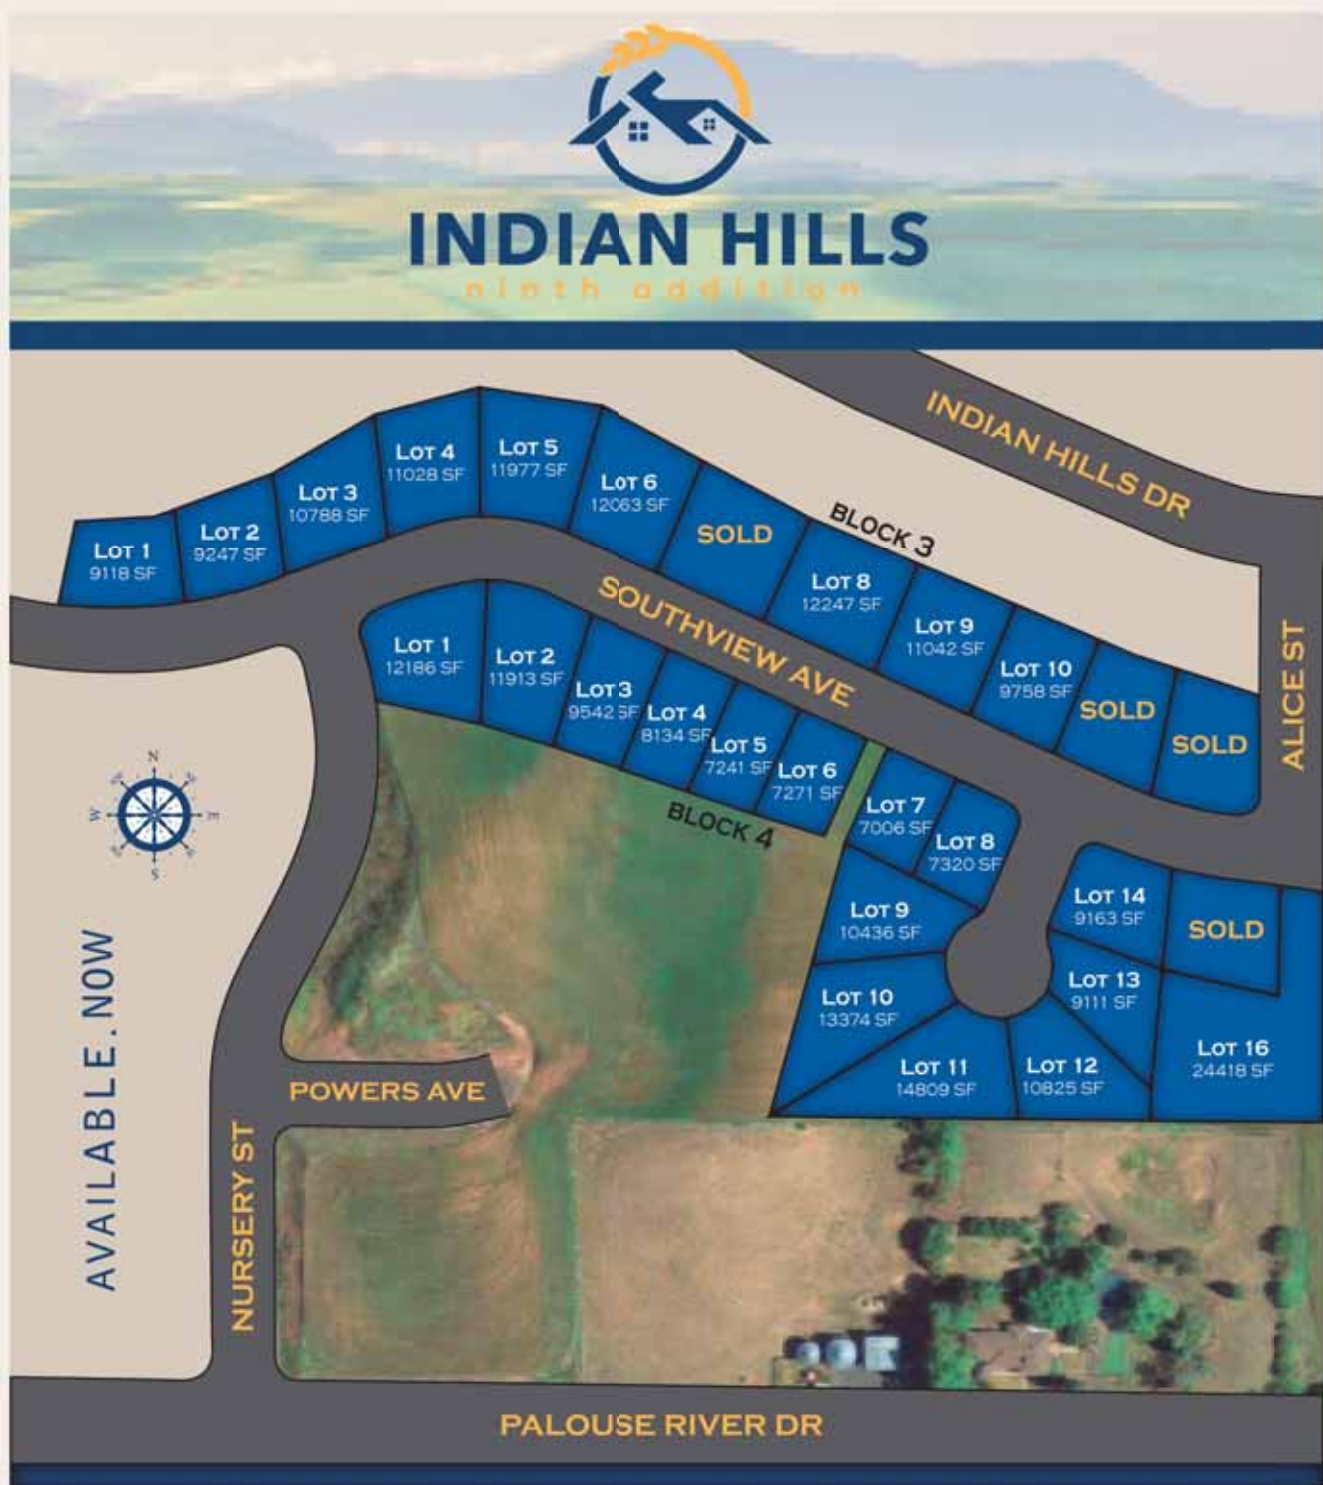 INDIAN HILLS
ninth addition
INDIAN HILLS DR
LOT 4
11028 SF
LOT 5
11977 SF
LOT 6
12063 SF
LOT 3
10788 SF
LOT 2
9247 SF
LOT 1
9118 SF
SOLD
BLOCK 3
LOT 8
12247 SF
LOT 9
11042 SF
LOT 10
9758 SF
SOLD
SOLD
ALICE ST
SOUTHVIEW AVE
LOT 1
12186 SF
LOT 2
11913 SF
LOT 3
9542 SF
LOT 4
8134 SF
LOT 5
7241 SF
LOT 6
7271 SF
BLOCK 4
LOT 7
7006 SF
LOT 8
7320 SF
LOT 9
10436 SF
LOT 10
13374 SF
LOT 11
14809 SF
LOT 12
10825 SF
LOT 13
9111 SF
LOT 14
9163 SF
SOLD
LOT 16
24418 SF
N
W
E
S
AVAILABLE.NOW
POWERS AVE
NURSERY ST
PALOUSE RIVER DR